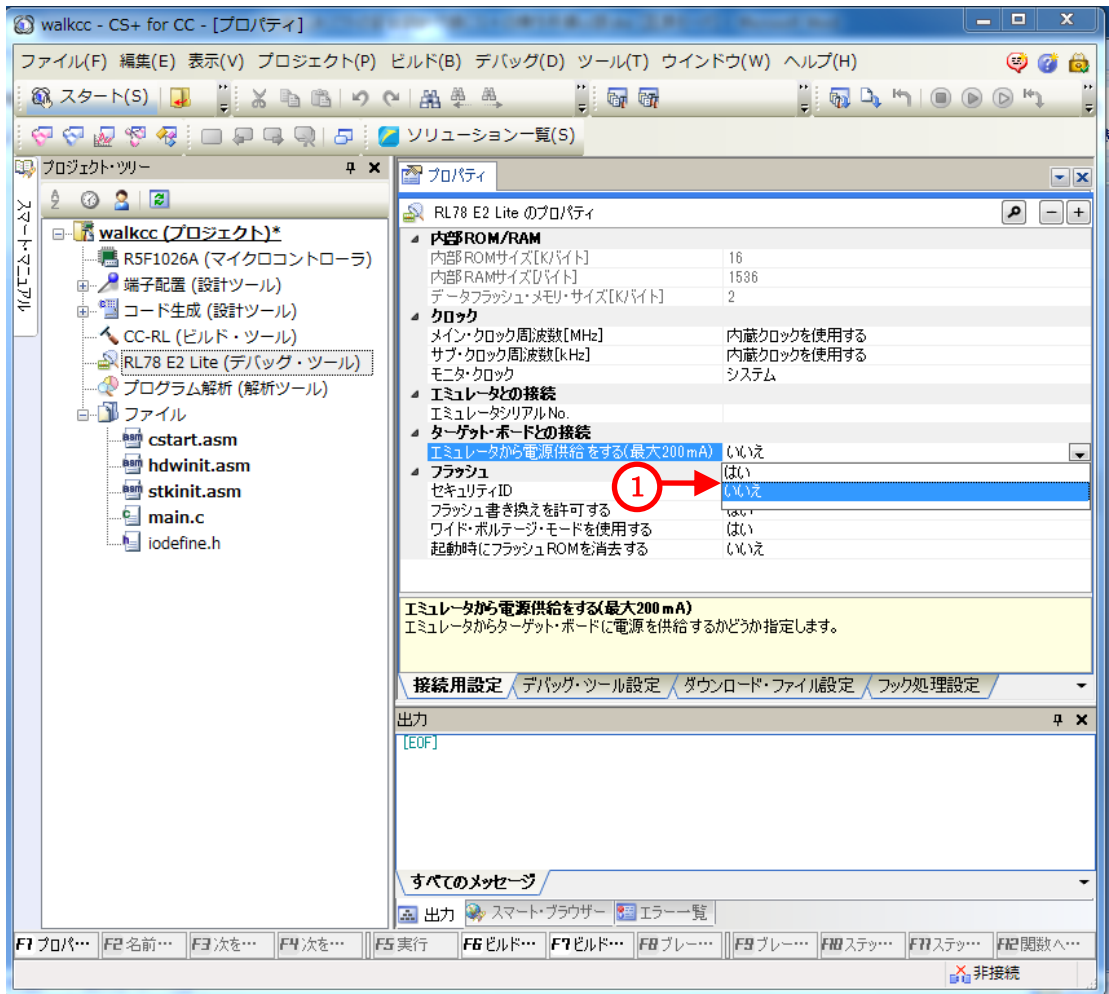 walkcc - CS+ for CC - [プロパティ]
ファイル(F) 編集(E) 表示(V) プロジェクト(P) ビルド(B) デバッグ(D) ツール(T) ウインドウ(W) ヘルプ(H)
スタート(S)
ソリューション一覧(S)
スマート・マニュアル
プロジェクト・ツリー
walkcc (プロジェクト)*
R5F1026A (マイクロコントローラ)
端子配置 (設計ツール)
コード生成 (設計ツール)
CC-RL (ビルド・ツール)
RL78 E2 Lite (デバッグ・ツール)
プログラム解析 (解析ツール)
ファイル
cstart.asm
hdwinit.asm
stkinit.asm
main.c
iodefine.h
プロパティ
RL78 E2 Lite のプロパティ
内部ROM/RAM
内部ROMサイズ[Kバイト] 16
内部RAMサイズ[バイト] 1536
データフラッシュ・メモリ・サイズ[Kバイト] 2
クロック
メイン・クロック周波数[MHz] 内蔵クロックを使用する
サブ・クロック周波数[kHz] 内蔵クロックを使用する
モニタ・クロック システム
エミュレータとの接続
エミュレータシリアルNo.
ターゲット・ボードとの接続
エミュレータから電源供給をする(最大200mA) いいえ
はい
いいえ
1
フラッシュ
セキュリティID
フラッシュ書き換えを許可する はい
ワイド・ボルテージ・モードを使用する はい
起動時にフラッシュROMを消去する いいえ
エミュレータから電源供給をする(最大200mA)
エミュレータからターゲット・ボードに電源を供給するかどうか指定します。
接続用設定 デバッグ・ツール設定 ダウンロード・ファイル設定 フック処理設定
出力
[EOF]
すべてのメッセージ
出力 スマート・ブラウザー エラー一覧
F1 プロパ… F2 名前… F3 次を… F4 次を… F5 実行 F6 ビルド… F7 ビルド… F8 ブレー… F9 ブレー… F10 ステッ… F11 ステッ… F12 関数へ…
非接続